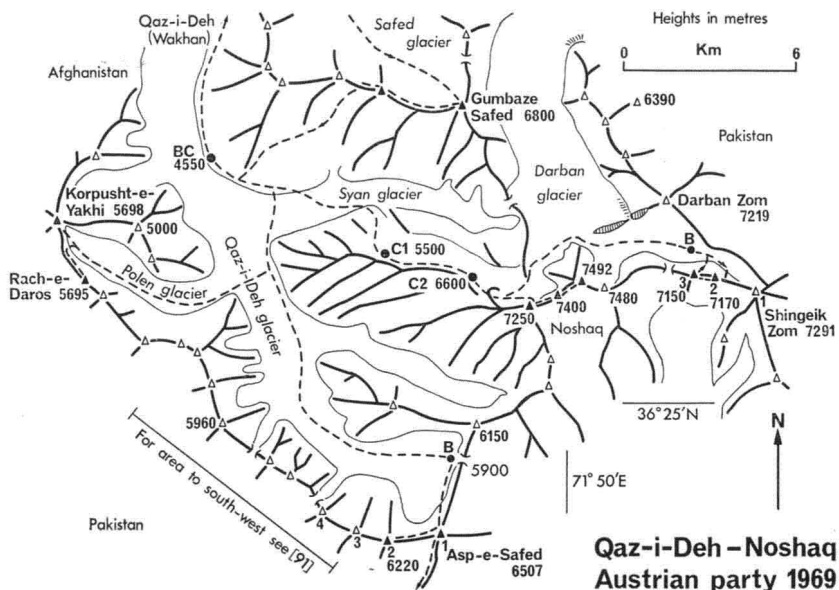 Qaz-i-Deh
(Wakhan)
Safed
glacier
Heights in metres
0 6
Km
Afghanistan
Gumbaze
Safed 6800
6390
Pakistan
BC
4550
Darban
glacier
Korpusht-e-
Yakhi 5698
5000
Syan glacier
Darban Zom
7219
Rach-e-
Daros
5695
Polen glacier
Qaz-i-Deh glacier
C1 5500
C2 6600
B
7492
7480
7400
7250
Noshaq
3
7150
2
7170
1
Shingeik
Zom 7291
36° 25′N
N
5960
6150
B
5900
71° 50′E
For area to
south-west see [91]
Pakistan
4
3
2
6220
1
Asp-e-Safed
6507
Qaz-i-Deh – Noshaq
Austrian party 1969